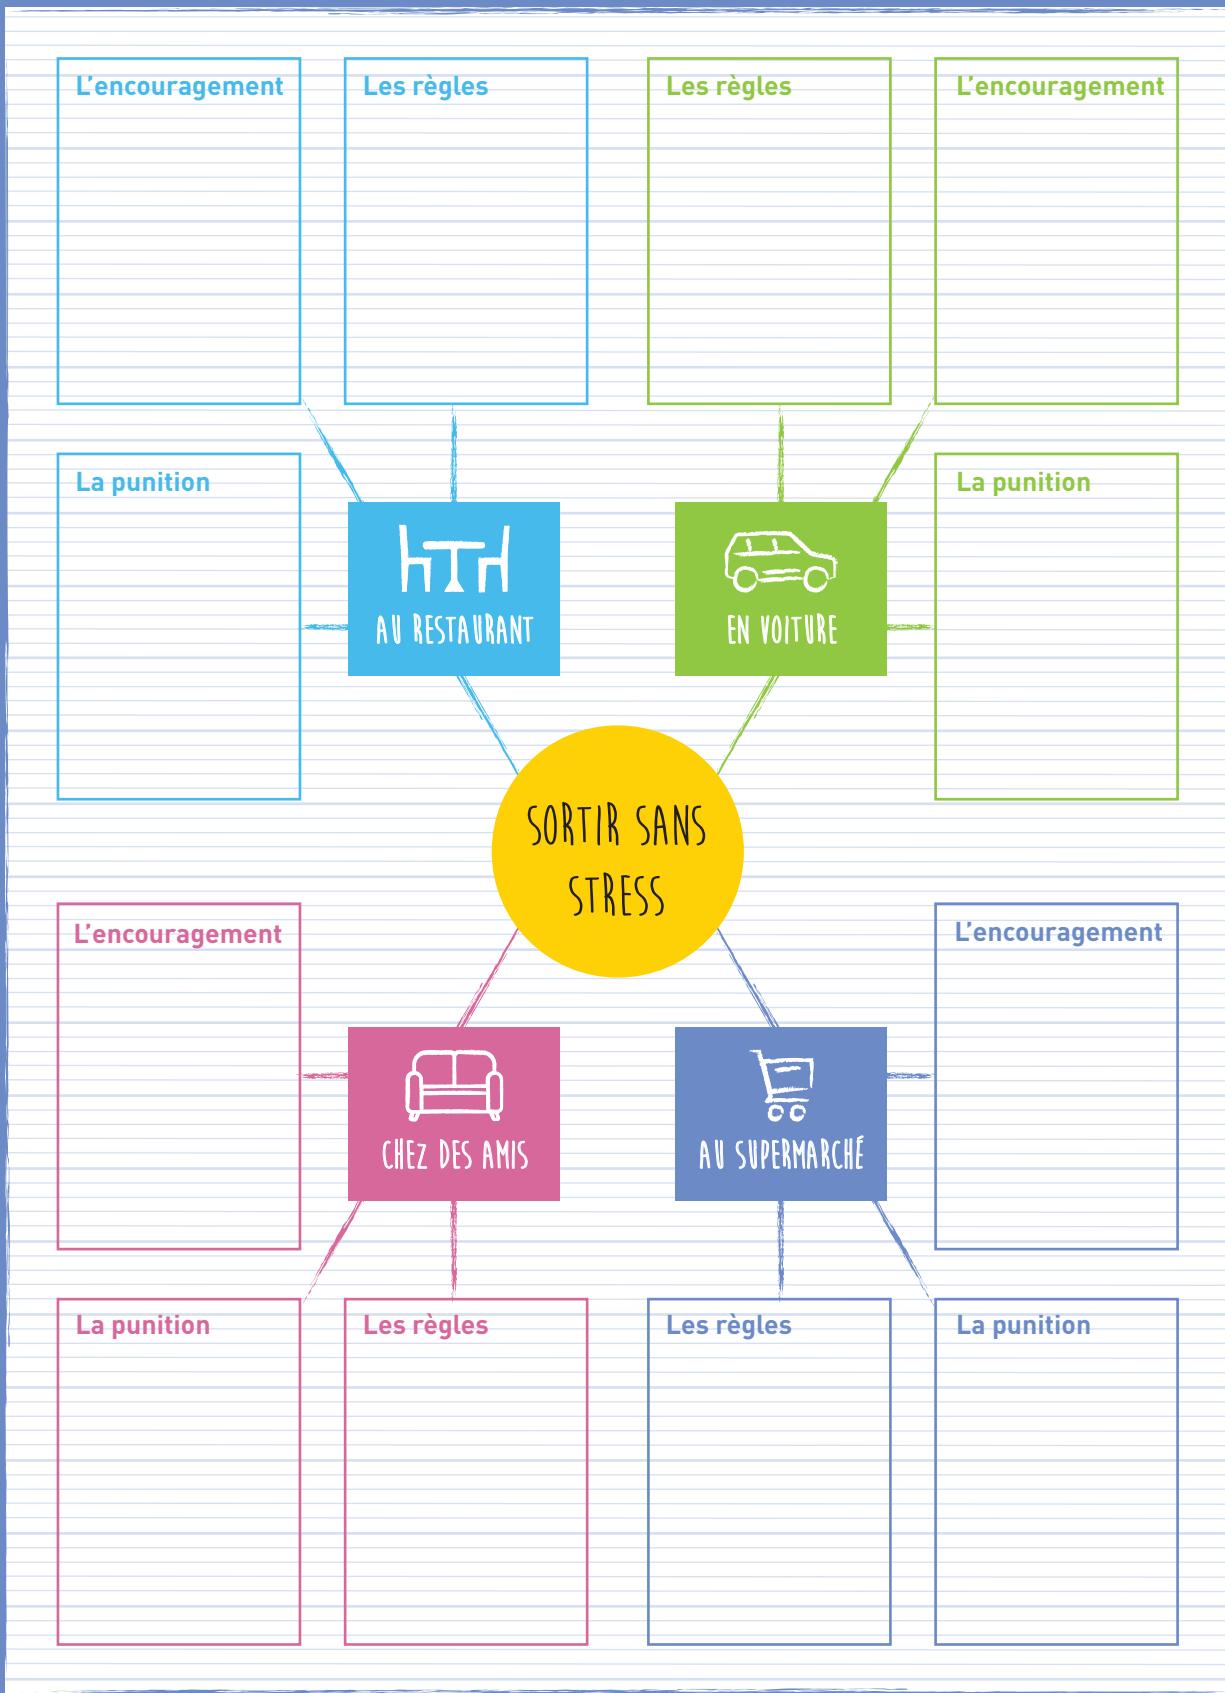 L'encouragement
Les règles
Les règles
L'encouragement
La punition
La punition
AU RESTAURANT
EN VOITURE
SORTIR SANS
STRESS
L'encouragement
L'encouragement
CHEZ DES AMIS
AU SUPERMARCHÉ
La punition
Les règles
Les règles
La punition